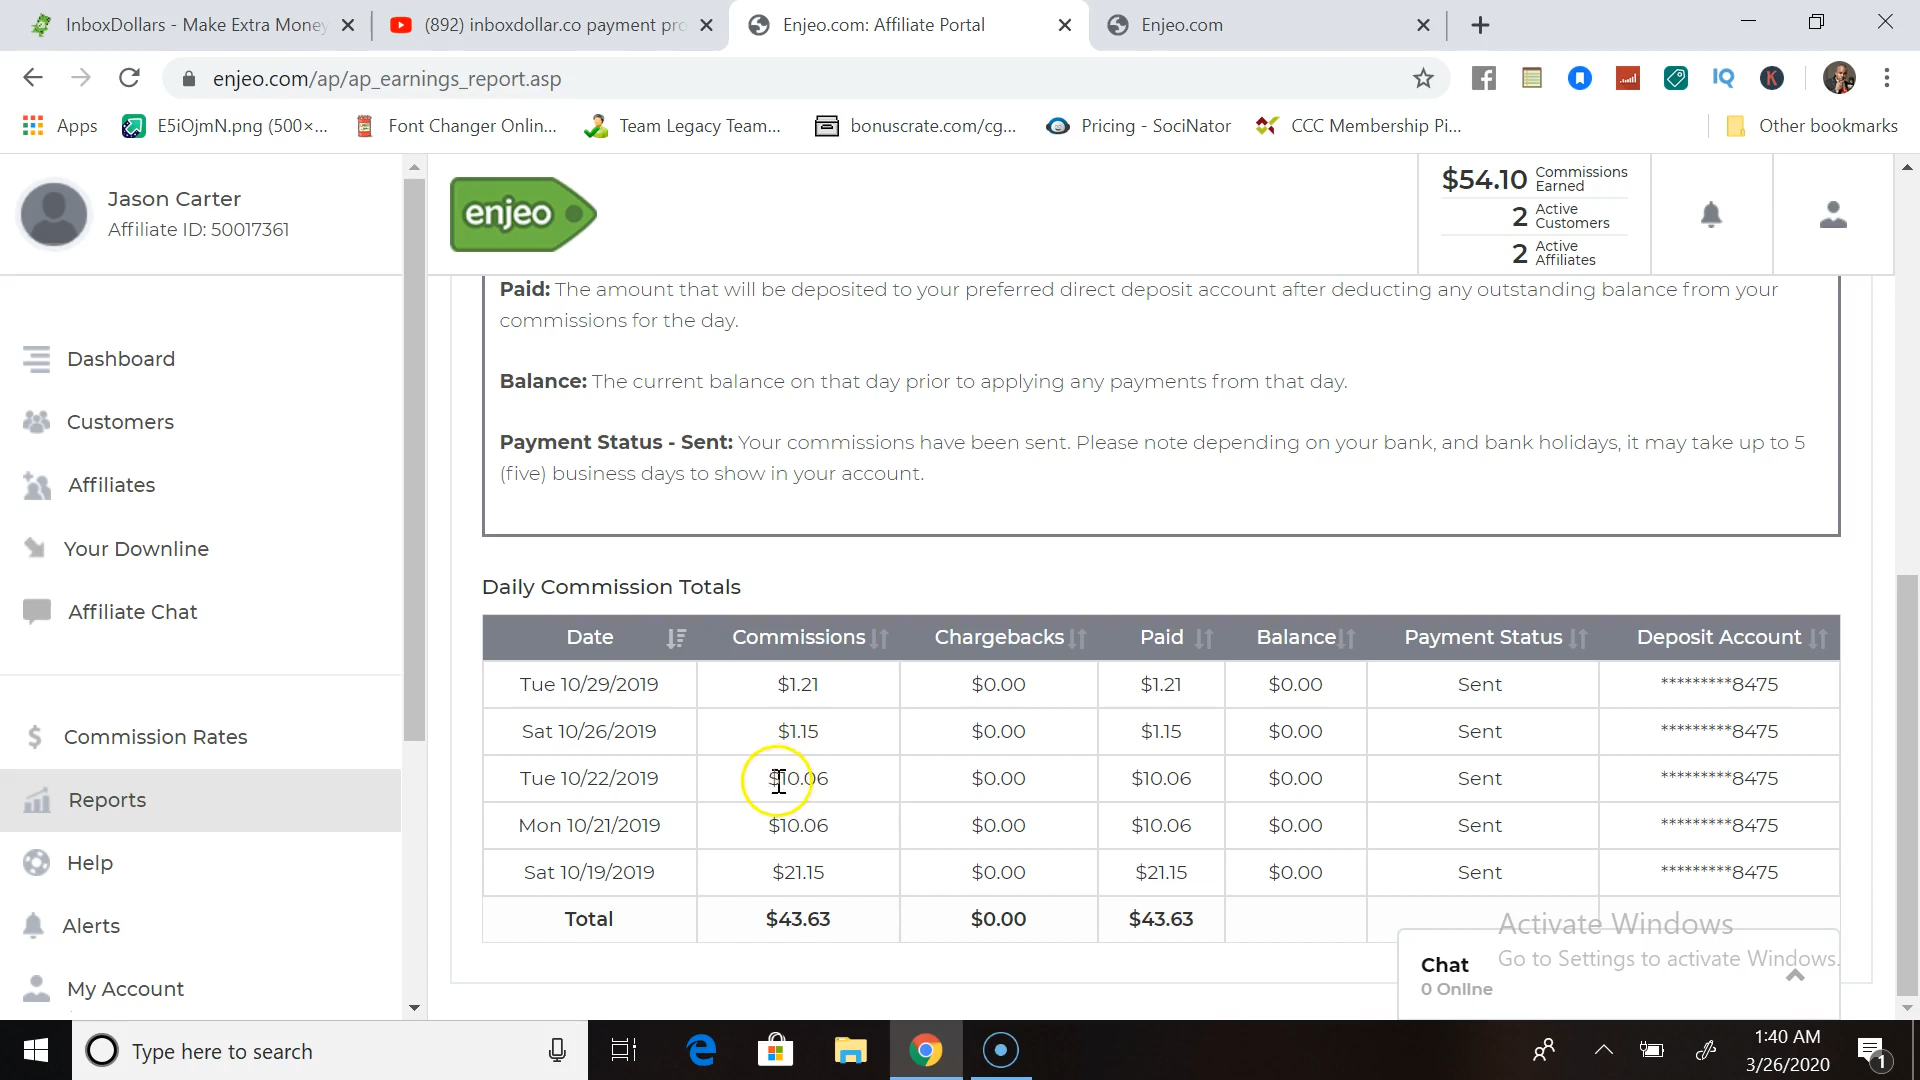 InboxDollars - Make Extra Money
(892) inboxdollar.co payment pro
Enjeo.com: Affiliate Portal
Enjeo.com
enjeo.com/ap/ap_earnings_report.asp
IQ
K
Apps
E5iOjmN.png (500×...
Font Changer Onlin...
Team Legacy Team...
bonuscrate.com/cg...
Pricing - SociNator
CCC Membership Pi...
Other bookmarks
Jason Carter
Affiliate ID: 50017361
enjeo
$54.10 Commissions Earned
2 Active Customers
2 Active Affiliates
Dashboard
Customers
Affiliates
Your Downline
Affiliate Chat
Commission Rates
Reports
Help
Alerts
My Account
Paid: The amount that will be deposited to your preferred direct deposit account after deducting any outstanding balance from your
commissions for the day.
Balance: The current balance on that day prior to applying any payments from that day.
Payment Status - Sent: Your commissions have been sent. Please note depending on your bank, and bank holidays, it may take up to 5
(five) business days to show in your account.
Daily Commission Totals
Date Commissions Chargebacks Paid Balance Payment Status Deposit Account
Tue 10/29/2019 $1.21 $0.00 $1.21 $0.00 Sent *********8475
Sat 10/26/2019 $1.15 $0.00 $1.15 $0.00 Sent *********8475
Tue 10/22/2019 $10.06 $0.00 $10.06 $0.00 Sent *********8475
Mon 10/21/2019 $10.06 $0.00 $10.06 $0.00 Sent *********8475
Sat 10/19/2019 $21.15 $0.00 $21.15 $0.00 Sent *********8475
Total $43.63 $0.00 $43.63
Activate Windows
Go to Settings to activate Windows.
Chat
0 Online
Type here to search
1:40 AM
3/26/2020
1